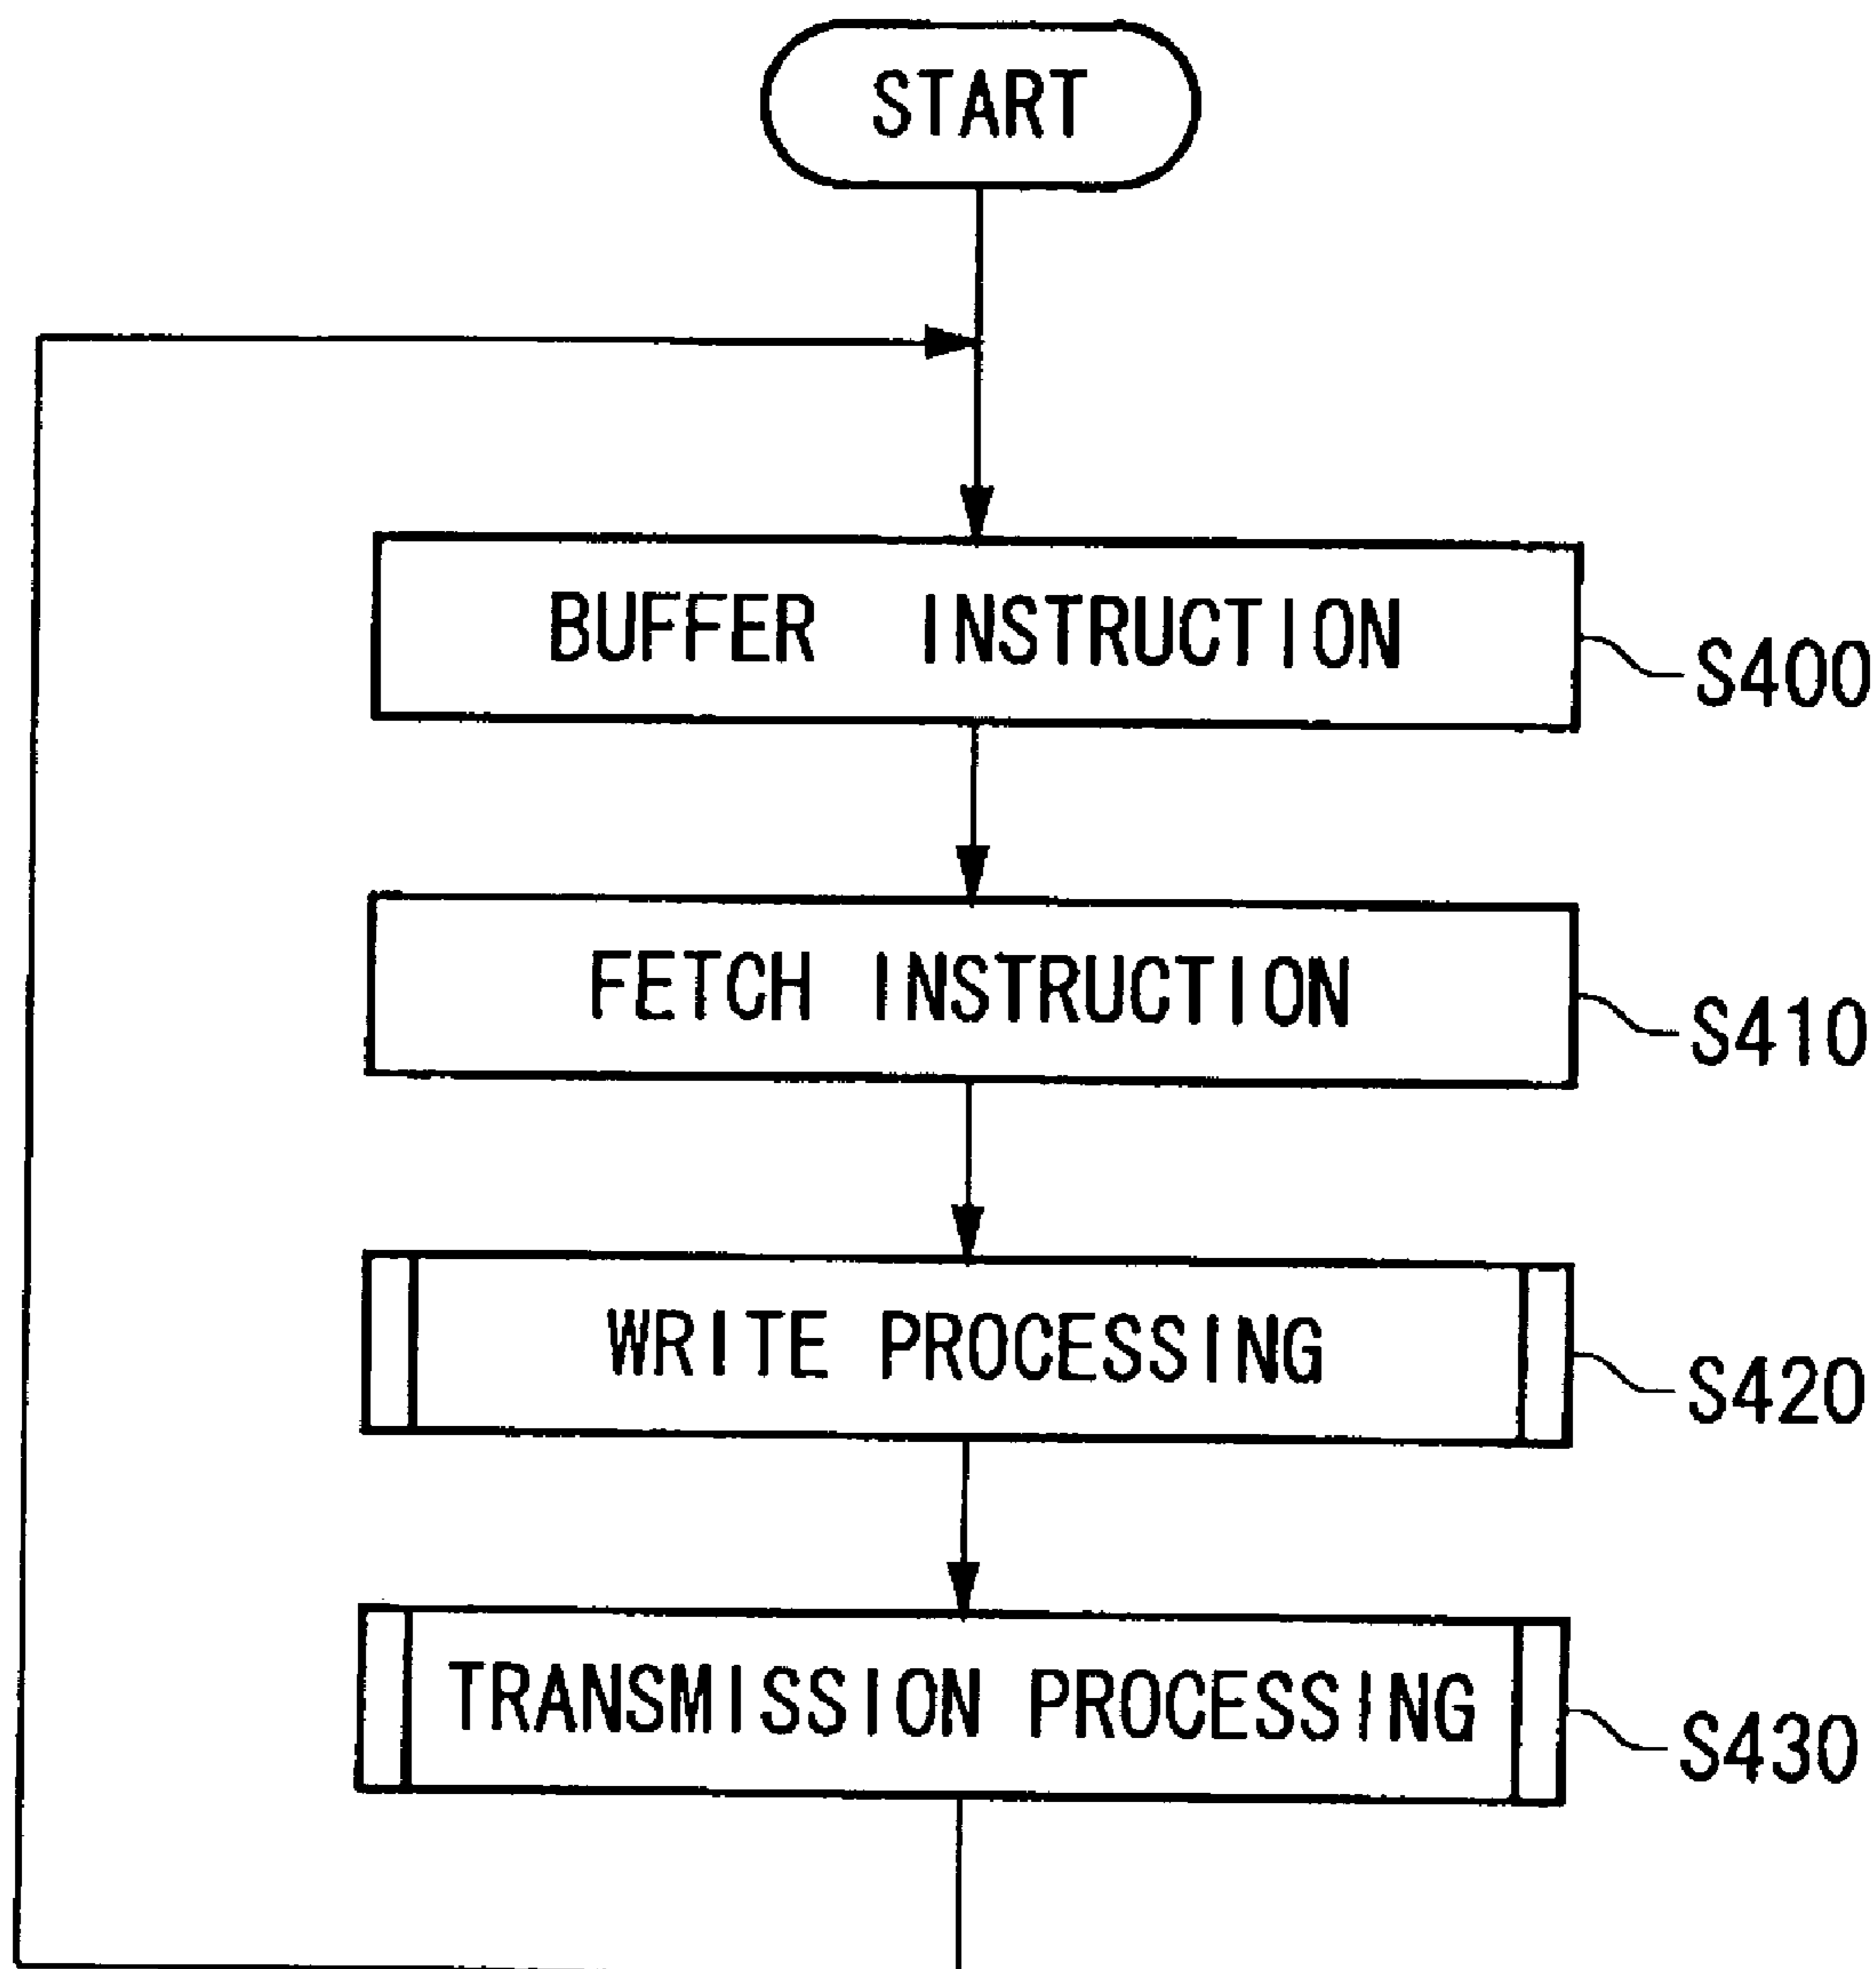 START
BUFFER INSTRUCTION
S400
FETCH INSTRUCTION
S410
WRITE PROCESSING
S420
TRANSMISSION PROCESSING
S430